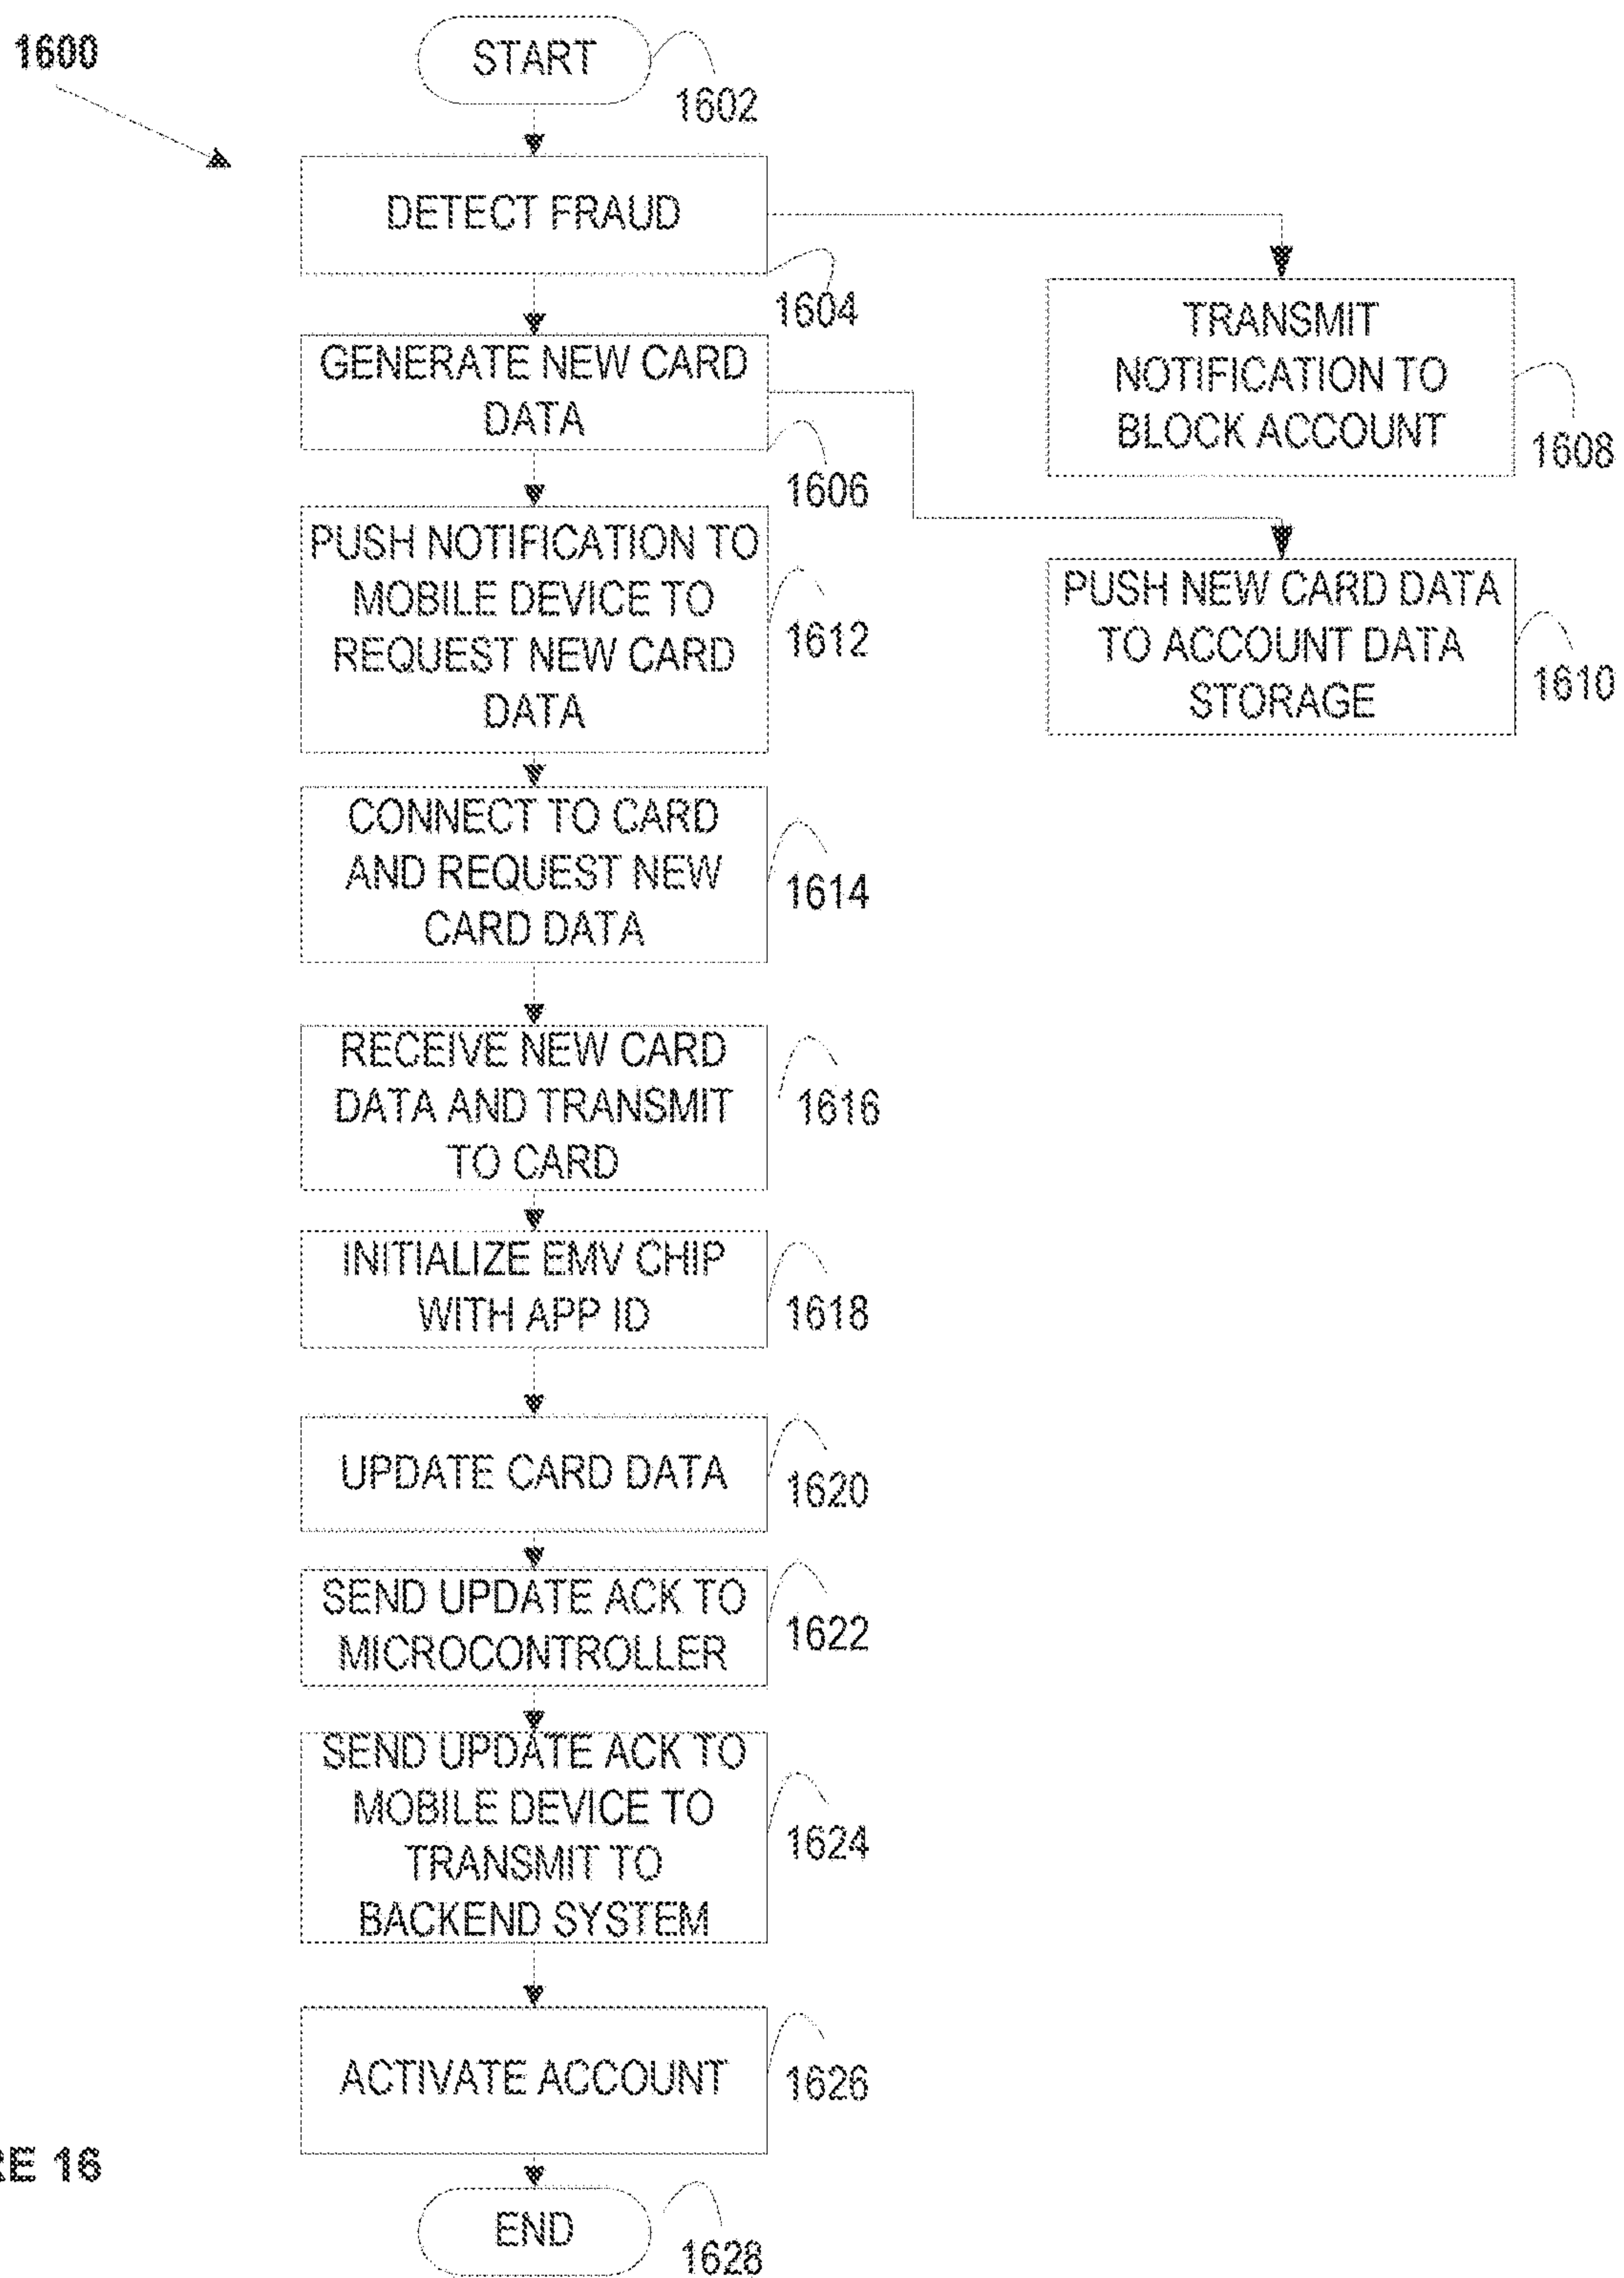 1600
START
1602
DETECT FRAUD
1604
TRANSMIT
NOTIFICATION TO
BLOCK ACCOUNT
1608
GENERATE NEW CARD
DATA
1606
PUSH NOTIFICATION TO
MOBILE DEVICE TO
REQUEST NEW CARD
DATA
1612
PUSH NEW CARD DATA
TO ACCOUNT DATA
STORAGE
1610
CONNECT TO CARD
AND REQUEST NEW
CARD DATA
1614
RECEIVE NEW CARD
DATA AND TRANSMIT
TO CARD
1616
INITIALIZE EMV CHIP
WITH APP ID
1618
UPDATE CARD DATA
1620
SEND UPDATE ACK TO
MICROCONTROLLER
1622
SEND UPDATE ACK TO
MOBILE DEVICE TO
TRANSMIT TO
BACKEND SYSTEM
1624
ACTIVATE ACCOUNT
1626
RE 16
END
1628